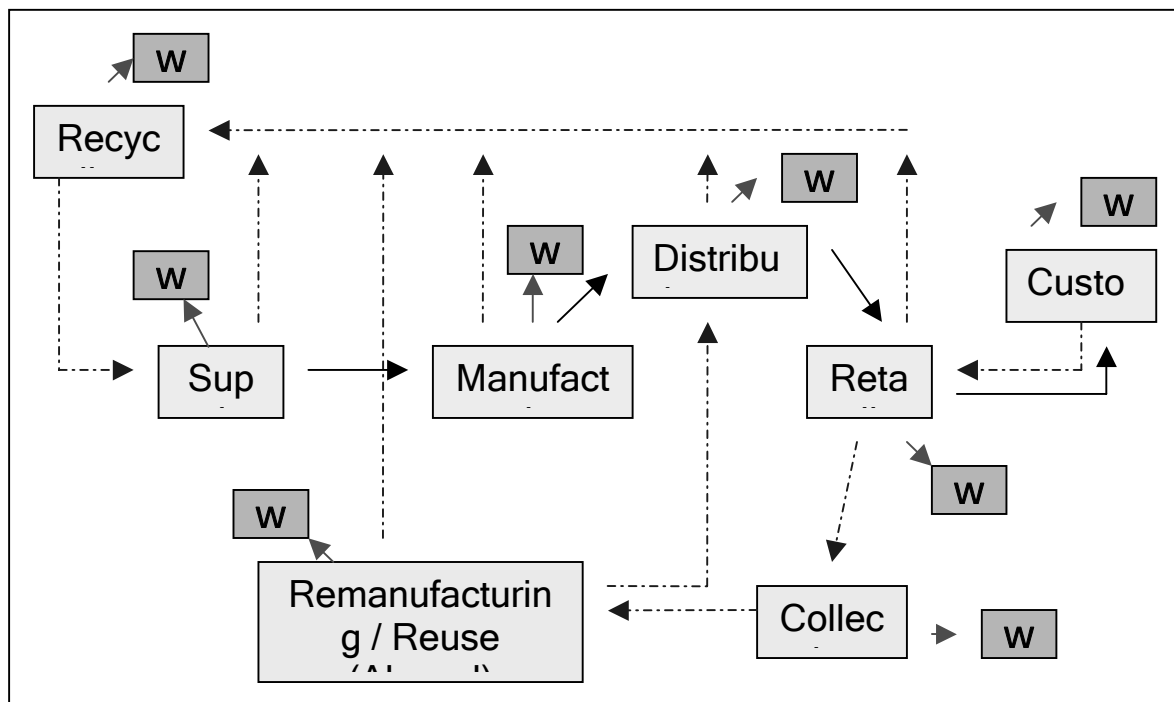 W
Recyc
W
Distribu
W
Custo
W
W
Sup
Manufact
Reta
W
W
Remanufacturin
g / Reuse
Collec
W